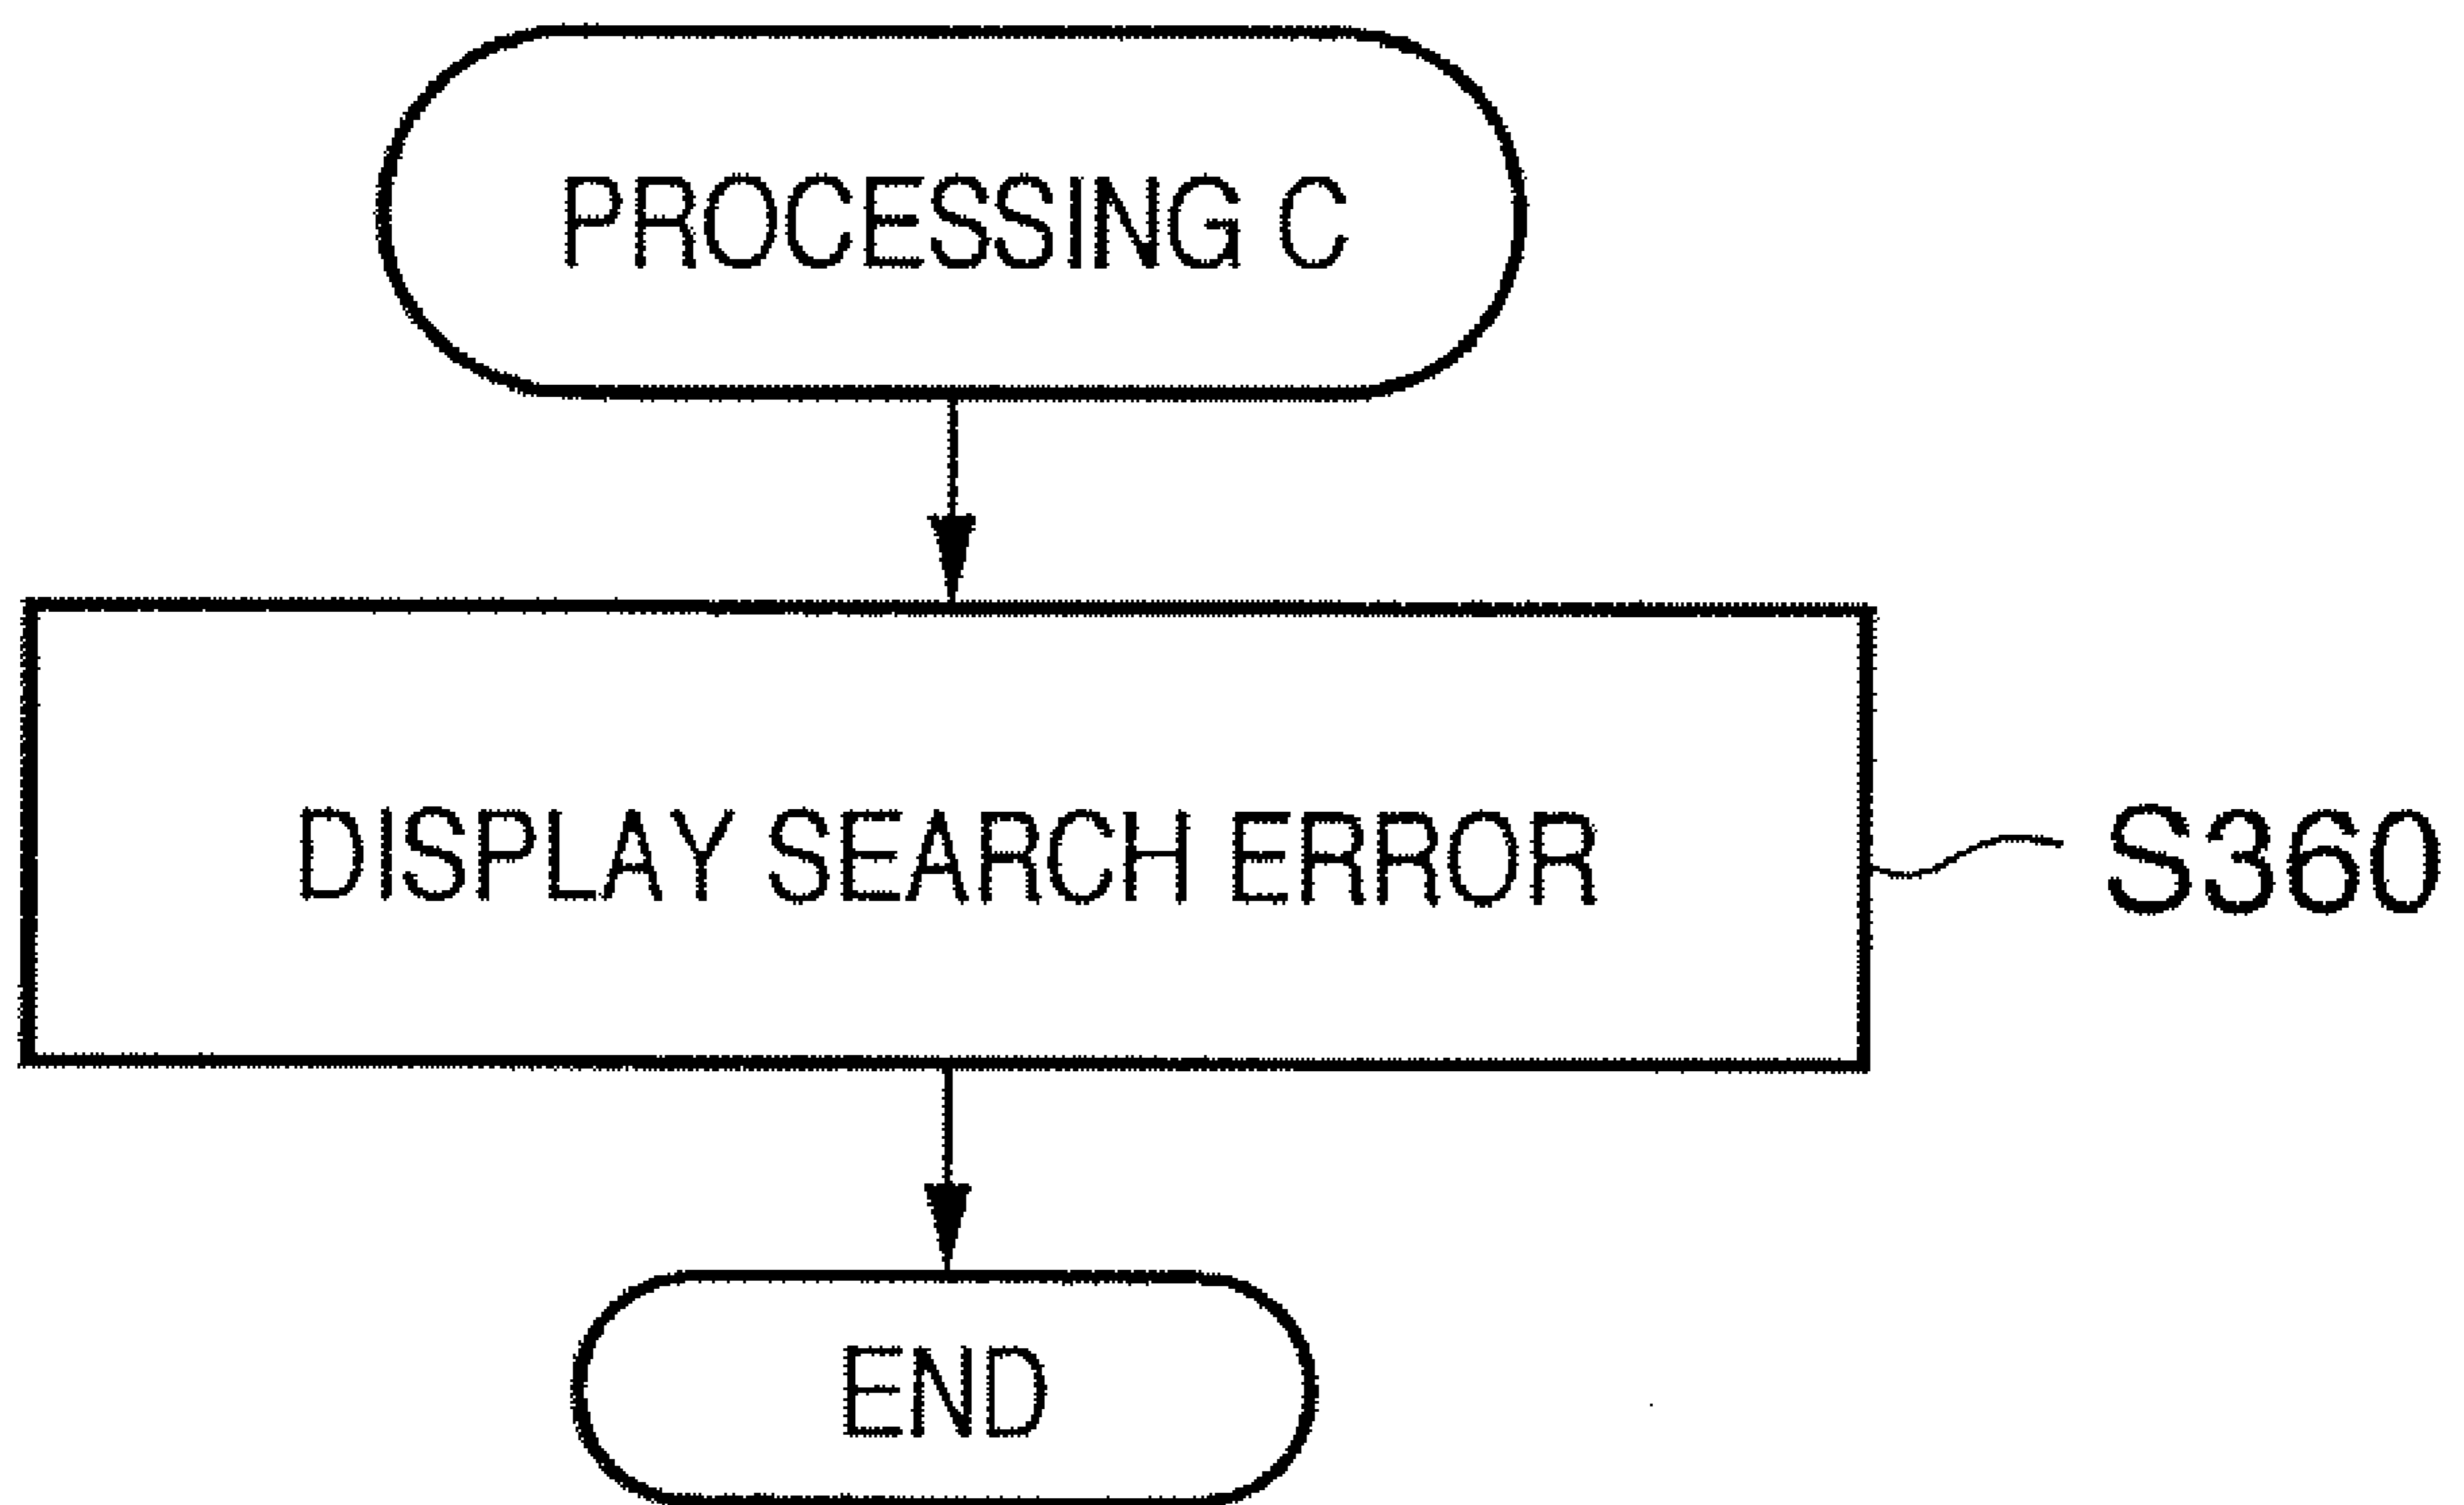 PROCESSING C
DISPLAY SEARCH ERROR
S360
END